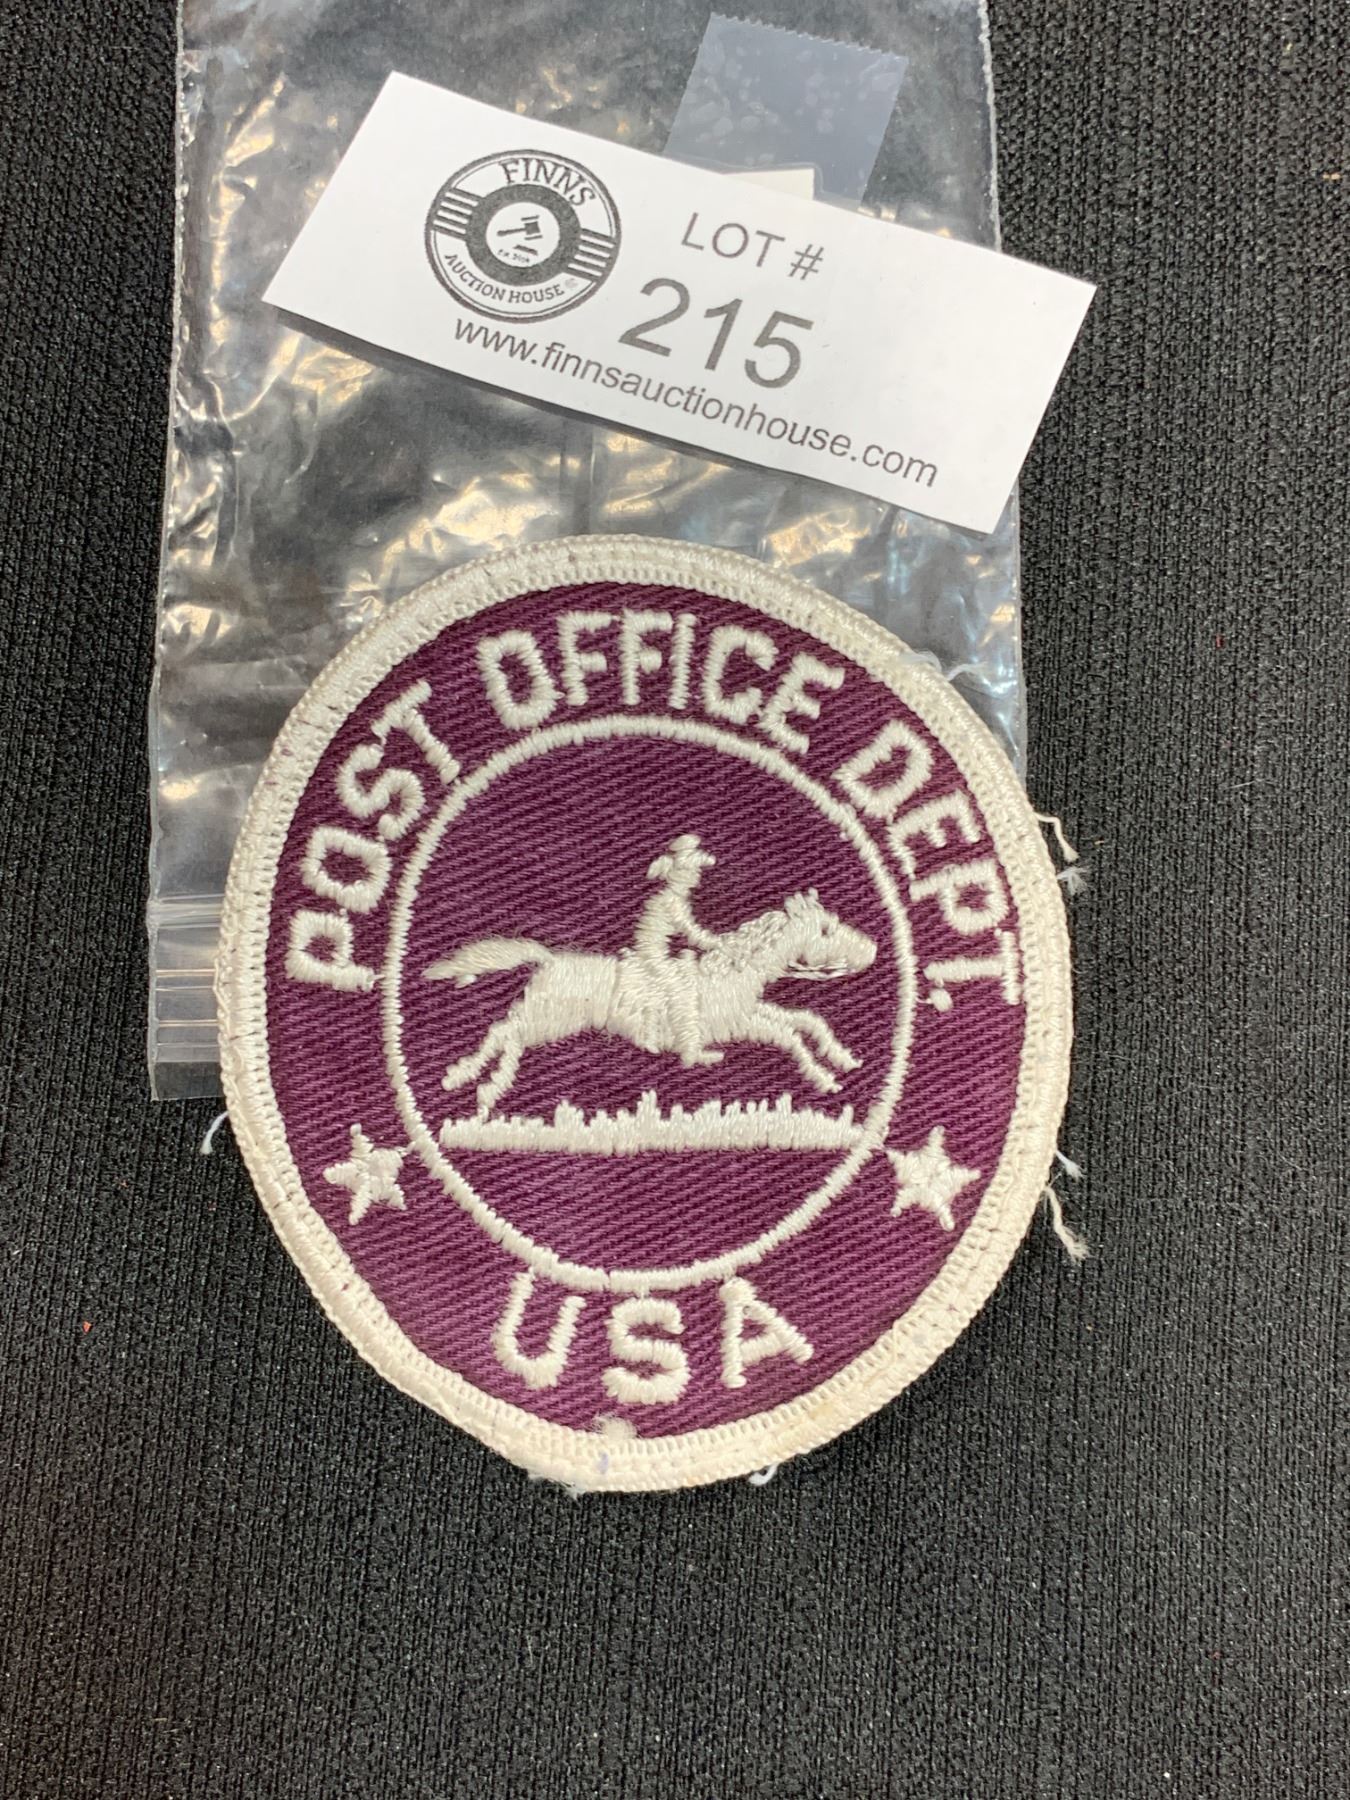 FINNS
AUCTION HOUSE
LOT #
215
www.finnsauctionhouse.com
POST OFFICE DEPT.
USA